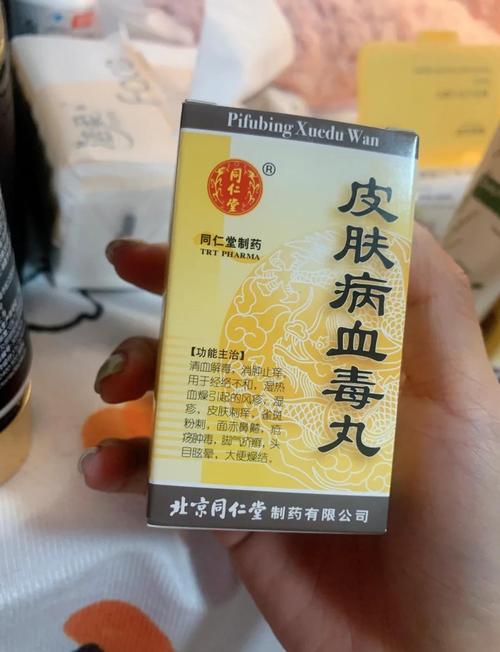 Pifubing Xuedu Wan
同仁堂
®
同仁堂制药
TRT PHARMA
皮肤病血毒丸
【功能主治】
清血解毒，消肿止痒。
用于经络不和，湿热
血燥引起的风疹，湿
疹，皮肤刺痒，雀斑
粉刺，面赤鼻齇，疮
疡肿毒，脚气疥癣，头
目眩晕，大便燥结。
北京同仁堂 制药有限公司